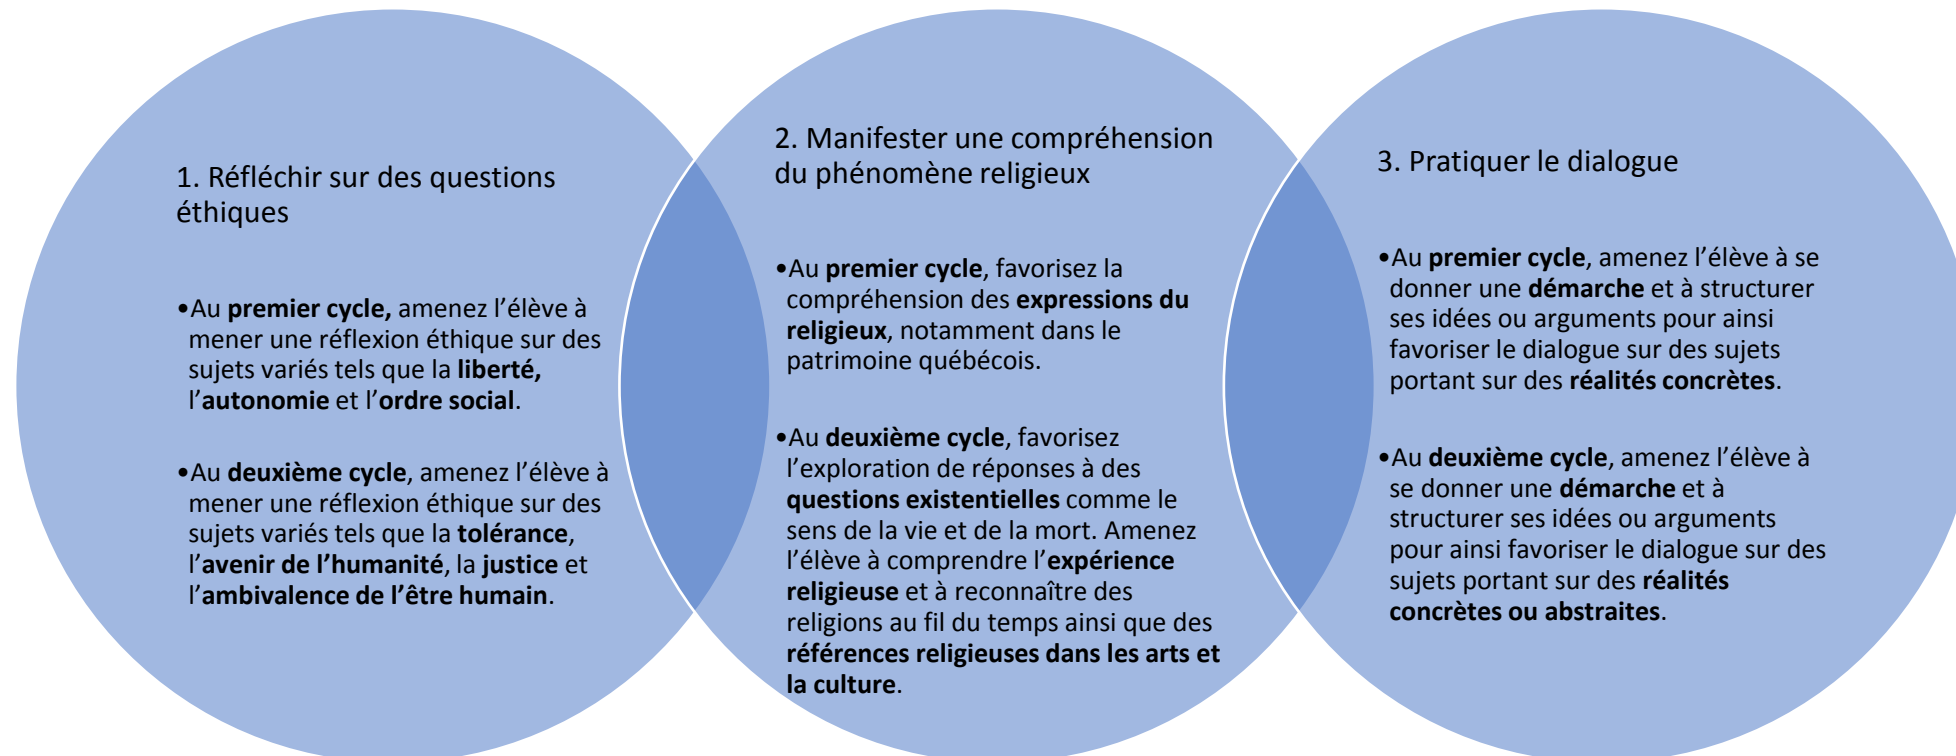 1. Réfléchir sur des questions
éthiques
•Au premier cycle, amenez l’élève à
mener une réflexion éthique sur des
sujets variés tels que la liberté,
l’autonomie et l’ordre social.
•Au deuxième cycle, amenez l’élève à
mener une réflexion éthique sur des
sujets variés tels que la tolérance,
l’avenir de l’humanité, la justice et
l’ambivalence de l’être humain.
2. Manifester une compréhension
du phénomène religieux
•Au premier cycle, favorisez la
compréhension des expressions du
religieux, notamment dans le
patrimoine québécois.
•Au deuxième cycle, favorisez
l’exploration de réponses à des
questions existentielles comme le
sens de la vie et de la mort. Amenez
l’élève à comprendre l’expérience
religieuse et à reconnaître des
religions au fil du temps ainsi que des
références religieuses dans les arts et
la culture.
3. Pratiquer le dialogue
•Au premier cycle, amenez l’élève à se
donner une démarche et à structurer
ses idées ou arguments pour ainsi
favoriser le dialogue sur des sujets
portant sur des réalités concrètes.
•Au deuxième cycle, amenez l’élève à
se donner une démarche et à
structurer ses idées ou arguments
pour ainsi favoriser le dialogue sur des
sujets portant sur des réalités
concrètes ou abstraites.